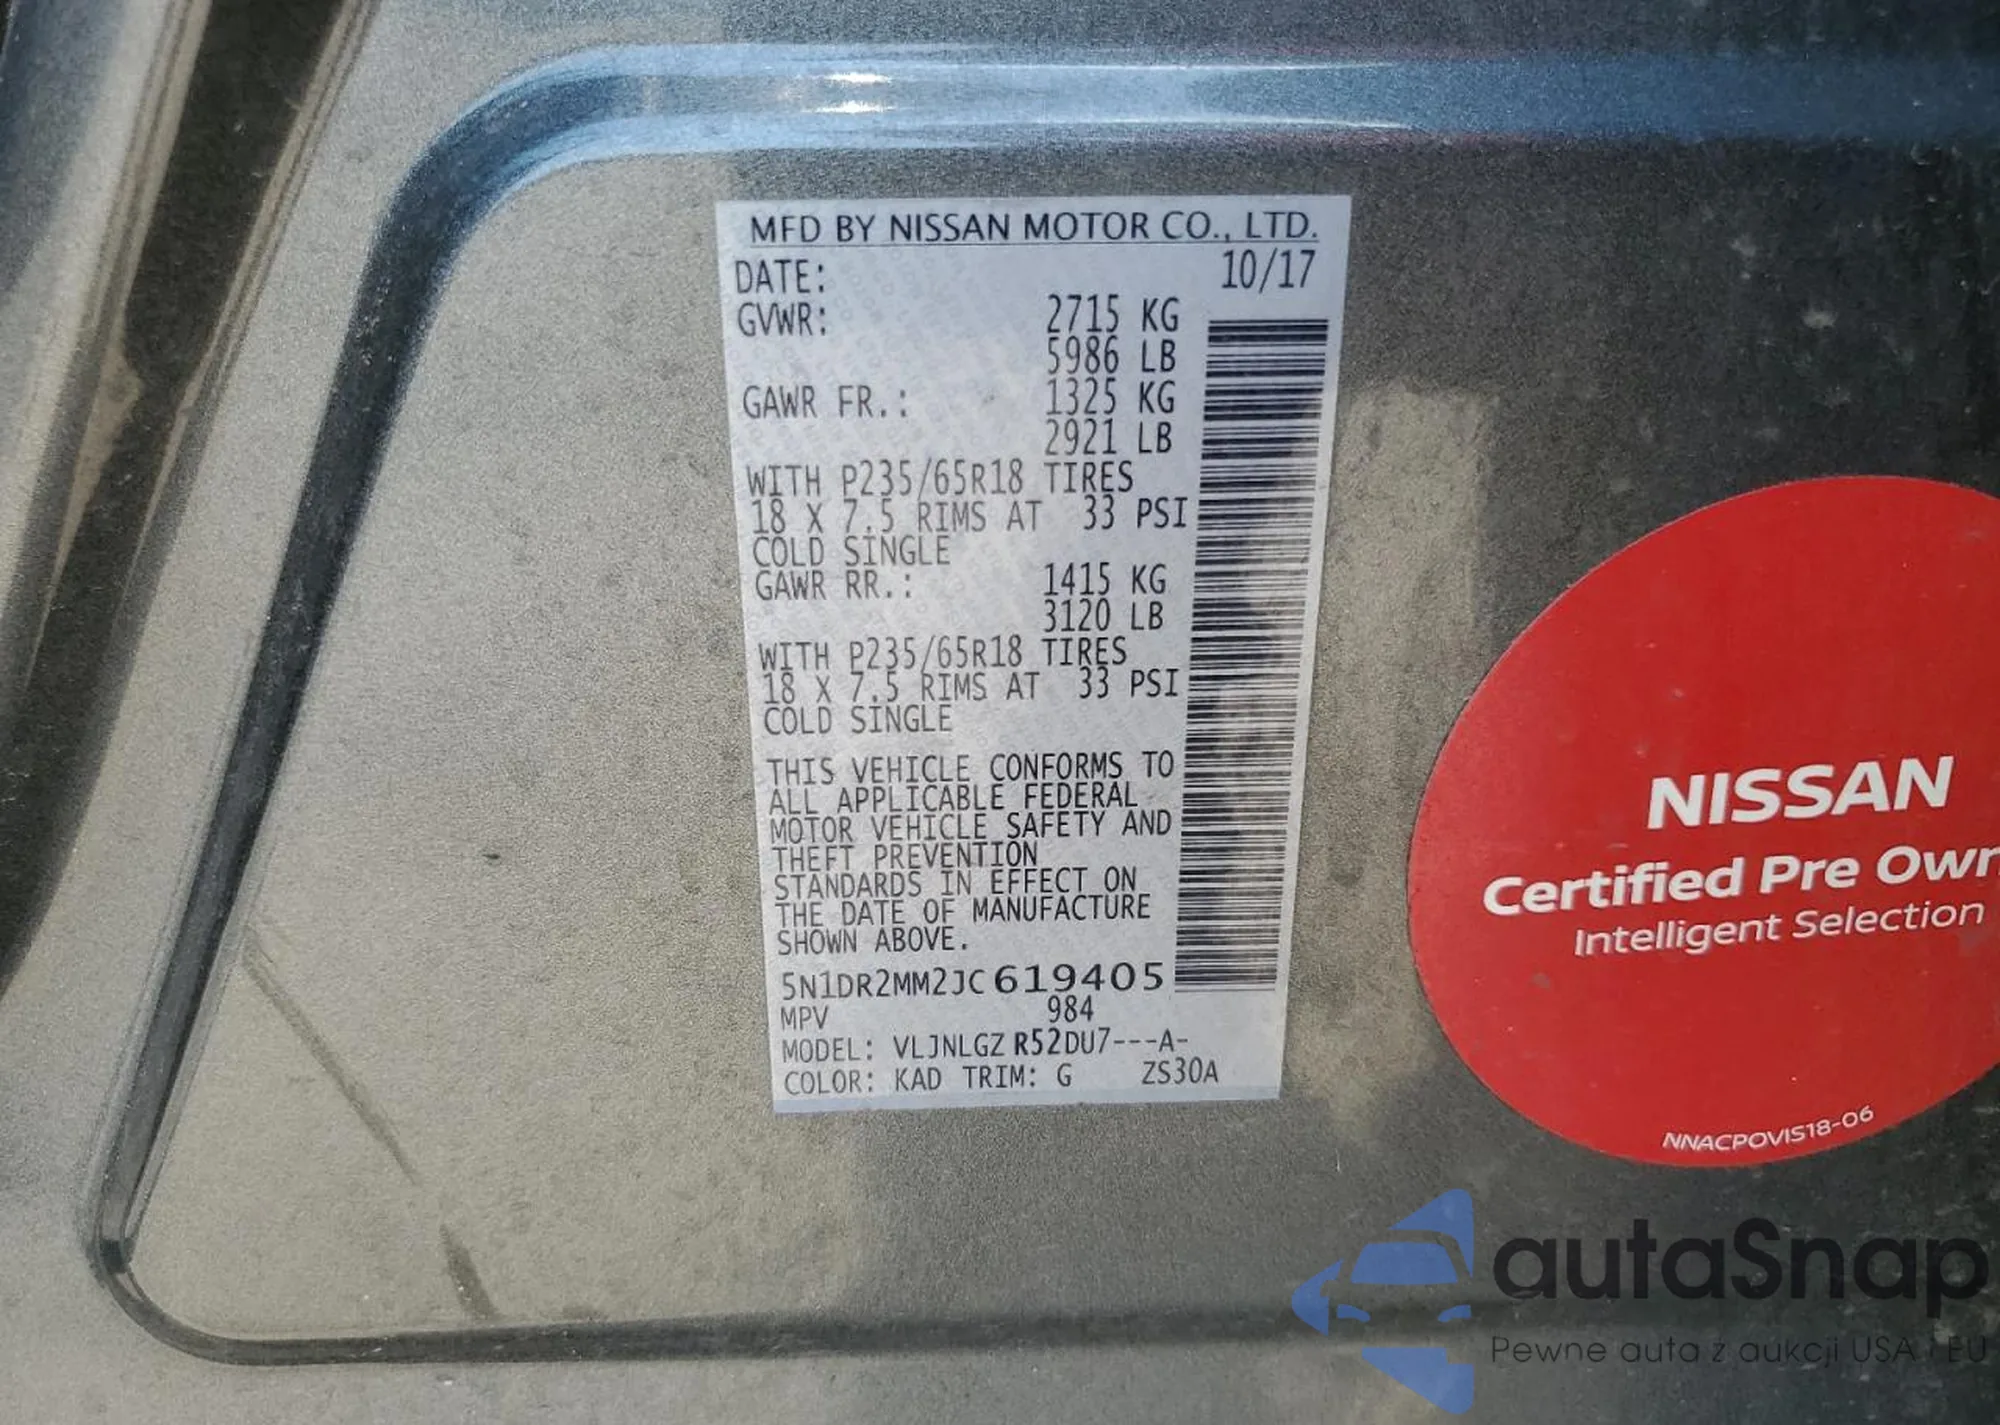 MFD BY NISSAN MOTOR CO., LTD.
DATE: 10/17
GVWR: 2715 KG
5986 LB
GAWR FR.: 1325 KG
2921 LB
WITH P235/65R18 TIRES
18 X 7.5 RIMS AT 33 PSI
COLD SINGLE
GAWR RR.: 1415 KG
3120 LB
WITH P235/65R18 TIRES
18 X 7.5 RIMS AT 33 PSI
COLD SINGLE
THIS VEHICLE CONFORMS TO
ALL APPLICABLE FEDERAL
MOTOR VEHICLE SAFETY AND
THEFT PREVENTION
STANDARDS IN EFFECT ON
THE DATE OF MANUFACTURE
SHOWN ABOVE.
5N1DR2MM2JC619405
MPV 984
MODEL: VLJNLGZ R52DU7---A-
COLOR: KAD TRIM: G ZS30A
NISSAN
Certified Pre Own
Intelligent Selection
NNACPOVIS18-06
autaSnap
Pewne auta z aukcji USA i EU